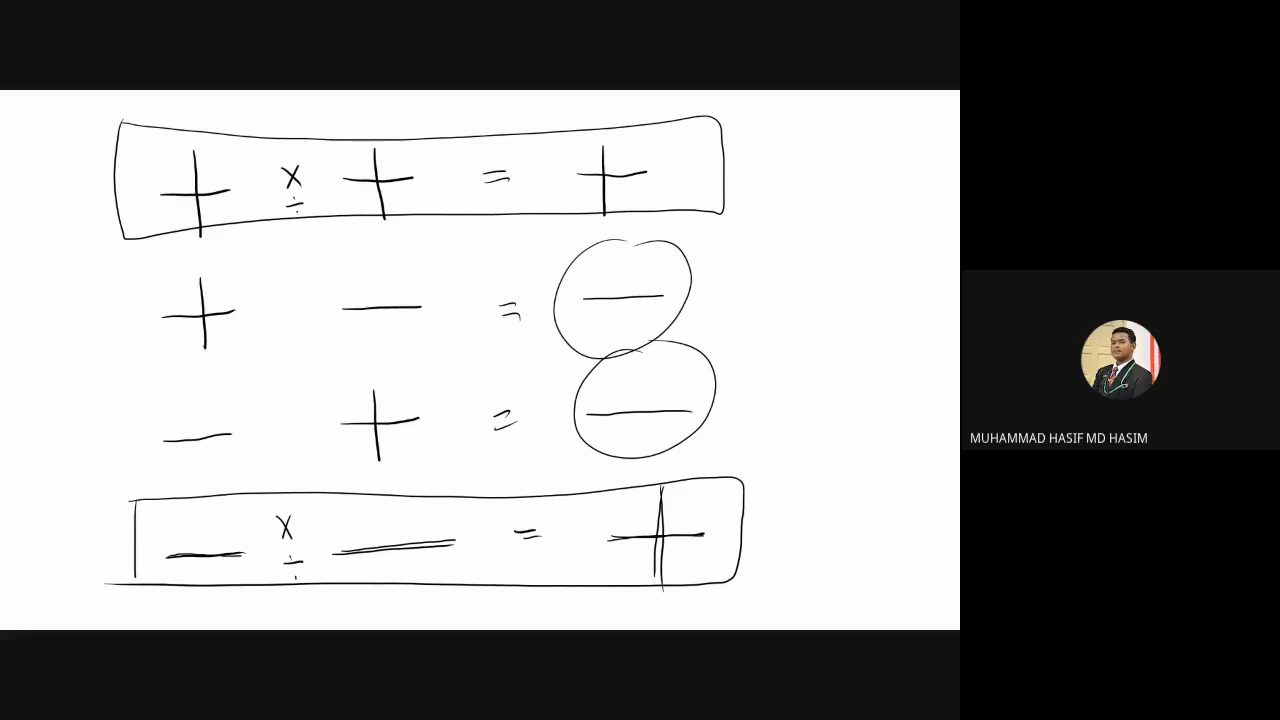 + × ÷ + = +
+ − = −
− + = −
− × ÷ − = +
MUHAMMAD HASIF MD HASIM